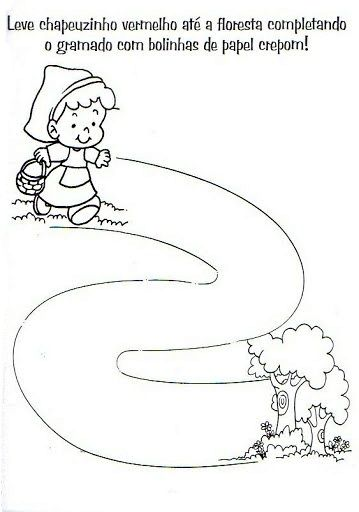 Leve chapeuzinho vermelho até a floresta completando
o gramado com bolinhas de papel crepom!